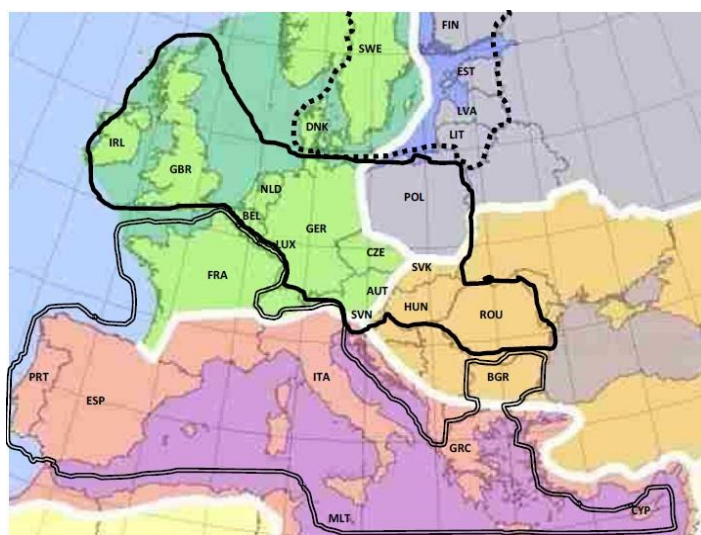 FIN
SWE
EST
LVA
DNK
LIT
IRL
GBR
NLD
POL
BEL
GER
LUX
CZE
SVK
FRA
AUT
HUN
SVN
ROU
PRT
ITA
BGR
ESP
GRC
CYP
MLT